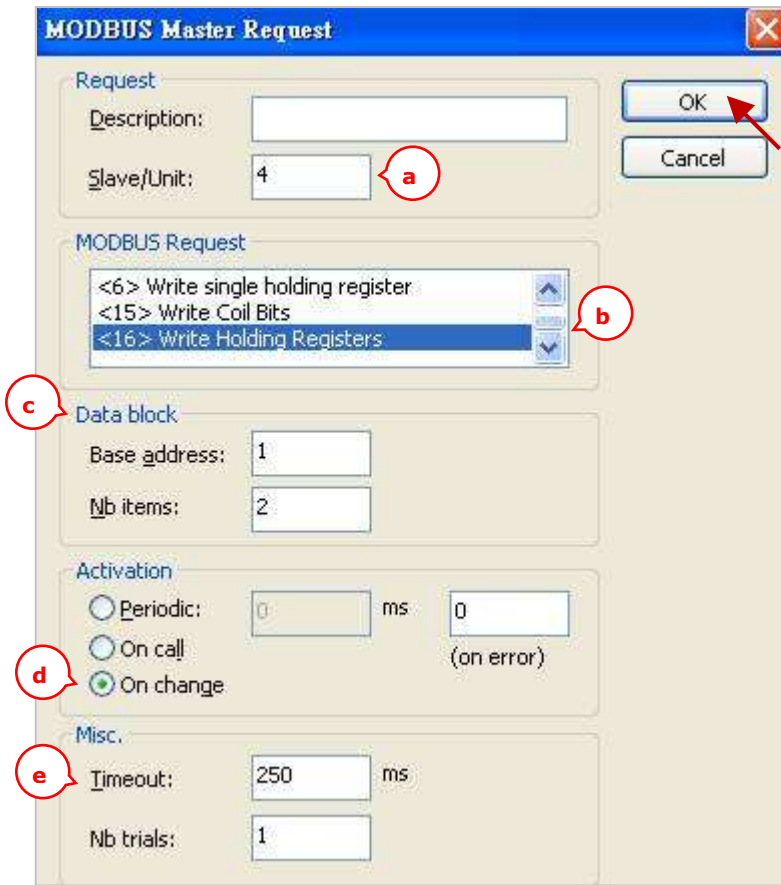 MODBUS Master Request
Request
Description:
Slave/Unit: 4 a
OK
Cancel
MODBUS Request
<6> Write single holding register
<15> Write Coil Bits
<16> Write Holding Registers
b
c
Data block
Base address: 1
Nb items: 2
Activation
Periodic: 0 ms 0
On call (on error)
d On change
Misc.
e Timeout: 250 ms
Nb trials: 1